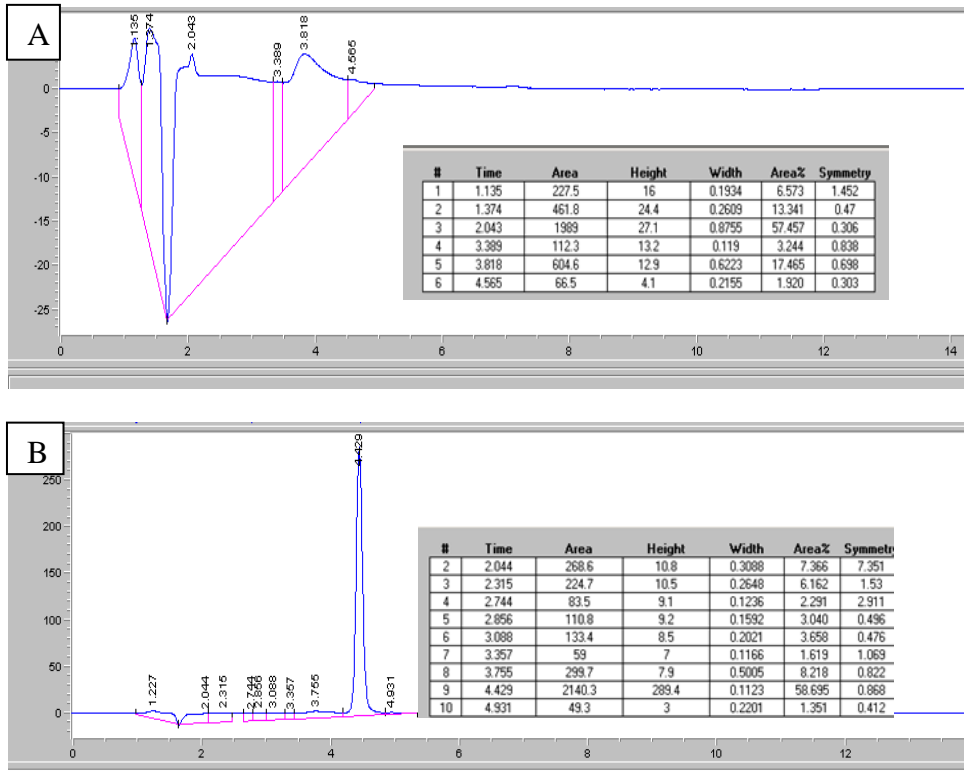 A
1.135
1.374
2.043
3.389
3.818
4.565
0
-5
-10
-15
-20
-25
# Time Area Height Width Area% Symmetry
1 1.135 227.5 16 0.1934 6.573 1.452
2 1.374 461.8 24.4 0.2609 13.341 0.47
3 2.043 1989 27.1 0.8755 57.457 0.306
4 3.389 112.3 13.2 0.119 3.244 0.838
5 3.818 604.6 12.9 0.6223 17.465 0.698
6 4.565 66.5 4.1 0.2155 1.920 0.303
0 2 4 6 8 10 12 14
B
4.429
250
200
150
100
50
0
1.227
2.044
2.315
2.744
2.856
3.088
3.357
3.755
4.931
# Time Area Height Width Area% Symmetry
2 2.044 268.6 10.8 0.3088 7.366 7.351
3 2.315 224.7 10.5 0.2648 6.162 1.53
4 2.744 83.5 9.1 0.1236 2.291 2.911
5 2.856 110.8 9.2 0.1592 3.040 0.496
6 3.088 133.4 8.5 0.2021 3.658 0.476
7 3.357 59 7 0.1166 1.619 1.069
8 3.755 299.7 7.9 0.5005 8.218 0.822
9 4.429 2140.3 289.4 0.1123 58.695 0.868
10 4.931 49.3 3 0.2201 1.351 0.412
0 2 4 6 8 10 12